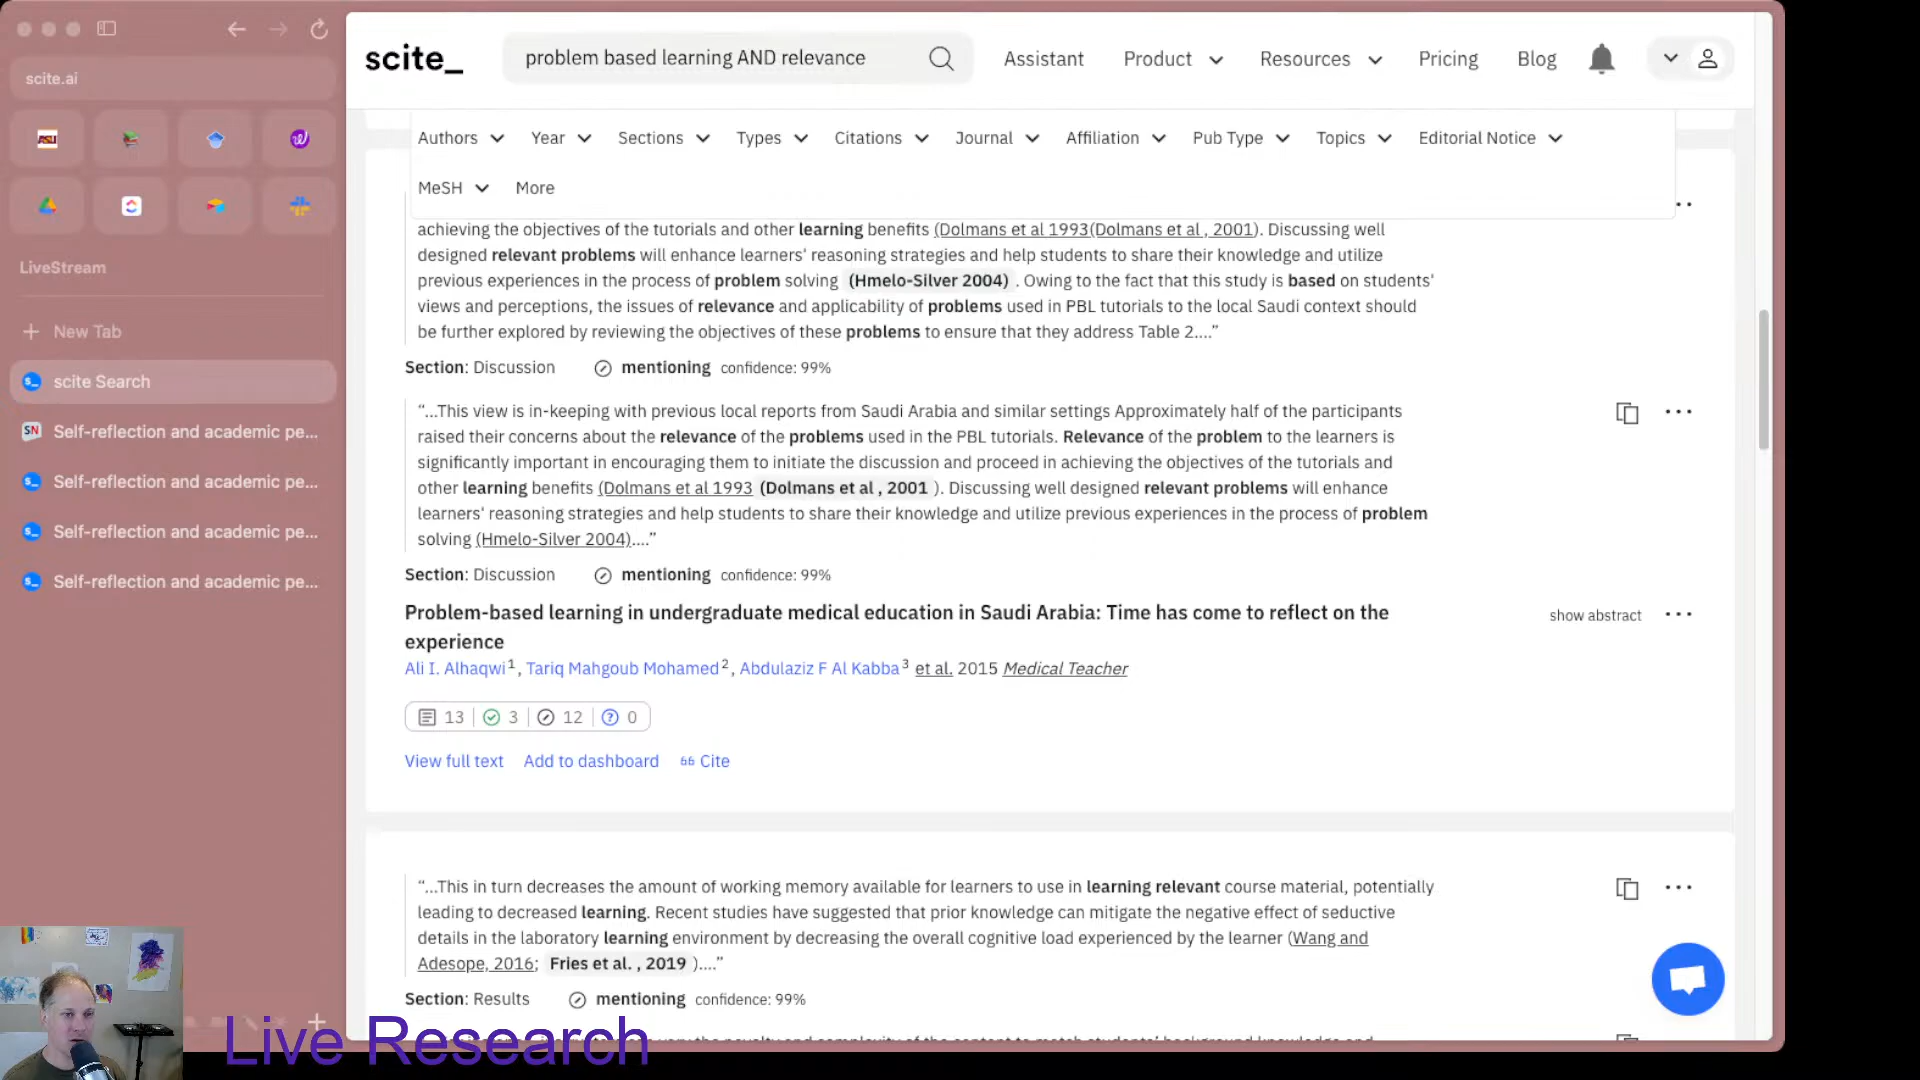 scite.ai
LiveStream
New Tab
scite Search
Self-reflection and academic pe...
Self-reflection and academic pe...
Self-reflection and academic pe...
Self-reflection and academic pe...
scite_
problem based learning AND relevance
Assistant
Product
Resources
Pricing
Blog
Authors
Year
Sections
Types
Citations
Journal
Affiliation
Pub Type
Topics
Editorial Notice
MeSH
More
achieving the objectives of the tutorials and other learning benefits (Dolmans et al 1993(Dolmans et al , 2001). Discussing well
designed relevant problems will enhance learners' reasoning strategies and help students to share their knowledge and utilize
previous experiences in the process of problem solving (Hmelo-Silver 2004) . Owing to the fact that this study is based on students'
views and perceptions, the issues of relevance and applicability of problems used in PBL tutorials to the local Saudi context should
be further explored by reviewing the objectives of these problems to ensure that they address Table 2....”
Section: Discussion
mentioning confidence: 99%
“...This view is in-keeping with previous local reports from Saudi Arabia and similar settings Approximately half of the participants
raised their concerns about the relevance of the problems used in the PBL tutorials. Relevance of the problem to the learners is
significantly important in encouraging them to initiate the discussion and proceed in achieving the objectives of the tutorials and
other learning benefits (Dolmans et al 1993 (Dolmans et al , 2001 ). Discussing well designed relevant problems will enhance
learners' reasoning strategies and help students to share their knowledge and utilize previous experiences in the process of problem
solving (Hmelo-Silver 2004)....”
Section: Discussion
mentioning confidence: 99%
Problem-based learning in undergraduate medical education in Saudi Arabia: Time has come to reflect on the
experience
show abstract
Ali I. Alhaqwi1, Tariq Mahgoub Mohamed2, Abdulaziz F Al Kabba3 et al. 2015 Medical Teacher
13 3 12 0
View full text Add to dashboard Cite
“...This in turn decreases the amount of working memory available for learners to use in learning relevant course material, potentially
leading to decreased learning. Recent studies have suggested that prior knowledge can mitigate the negative effect of seductive
details in the laboratory learning environment by decreasing the overall cognitive load experienced by the learner (Wang and
Adesope, 2016; Fries et al. , 2019 )....”
Section: Results
mentioning confidence: 99%
Live Research